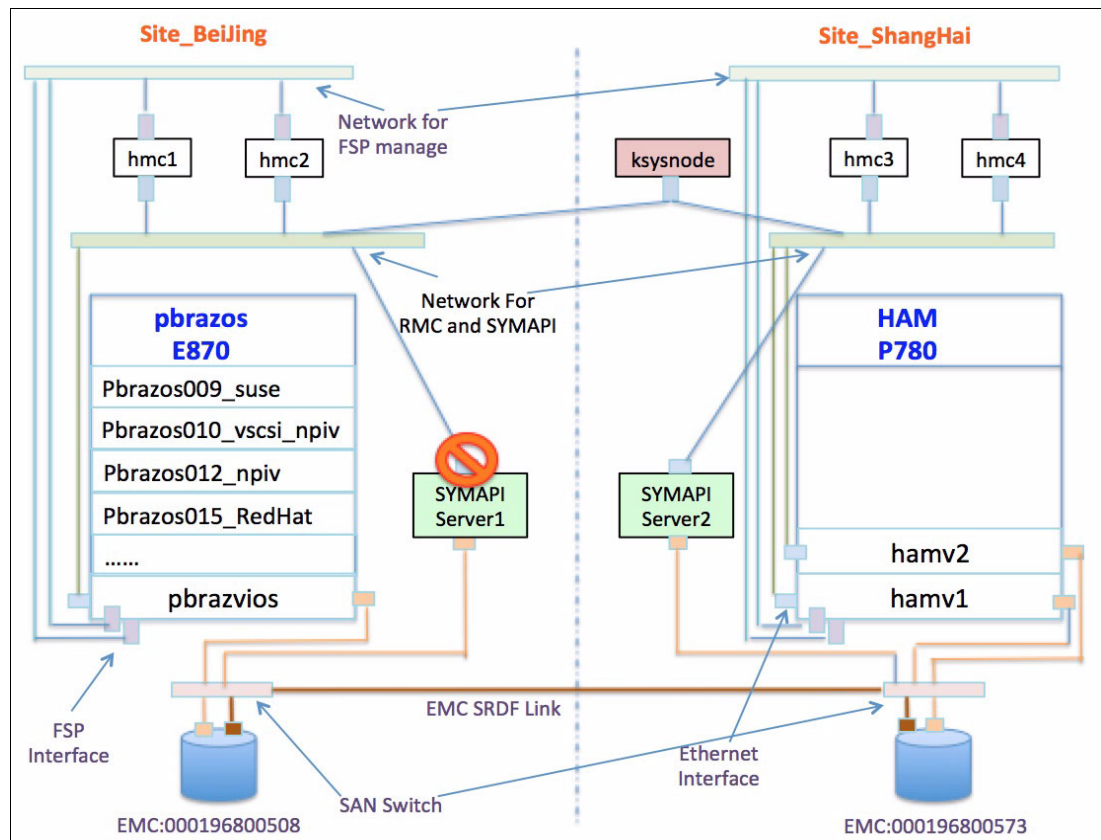 Site_BeiJing
Site_ShangHai
Network for
FSP manage
hmc1
hmc2
ksysnode
hmc3
hmc4
Network For
RMC and SYMAPI
pbrazos
E870
Pbrazos009_suse
Pbrazos010_vscsi_npiv
Pbrazos012_npiv
Pbrazos015_RedHat
......
pbrazvios
SYMAPI
Server1
SYMAPI
Server2
HAM
P780
hamv2
hamv1
FSP
Interface
EMC SRDF Link
Ethernet
Interface
SAN Switch
EMC:000196800508
EMC:000196800573